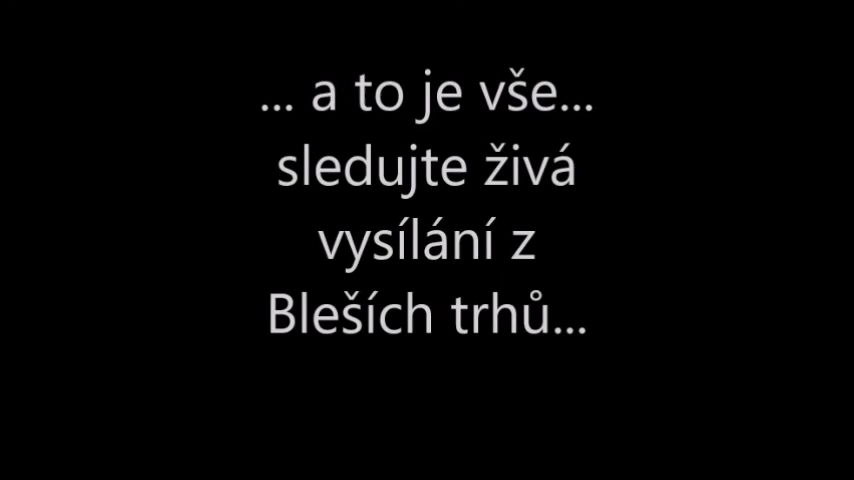 ... a to je vše...
sledujte živá
vysílání z
Bleších trhů...